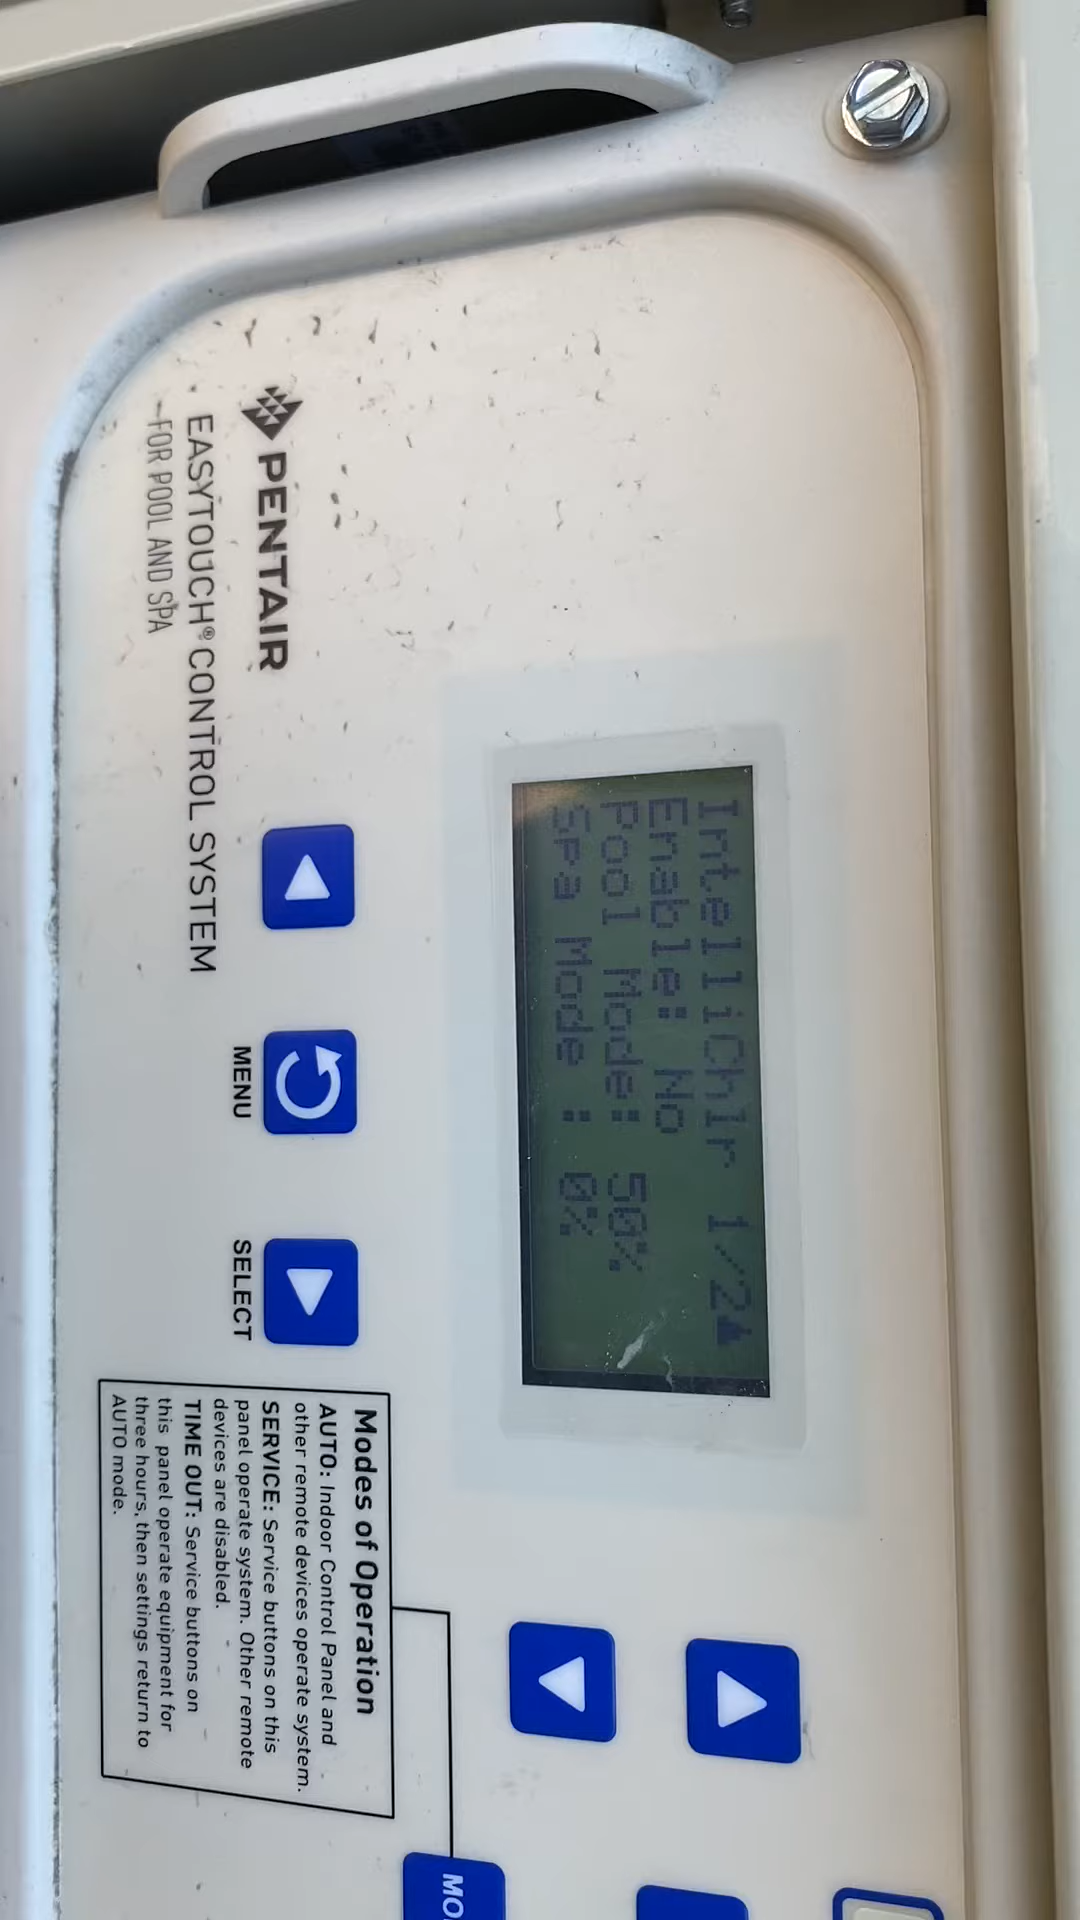 PENTAIR
EASYTOUCH® CONTROL SYSTEM
FOR POOL AND SPA
IntelliChlr 1/2▲
Enable: No
Pool Mode: 50%
Spa Mode : 0%
MENU
SELECT
Modes of Operation
AUTO: Indoor Control Panel and
other remote devices operate system.
SERVICE: Service buttons on this
panel operate system. Other remote
devices are disabled.
TIME OUT: Service buttons on
this panel operate equipment for
three hours, then settings return to
AUTO mode.